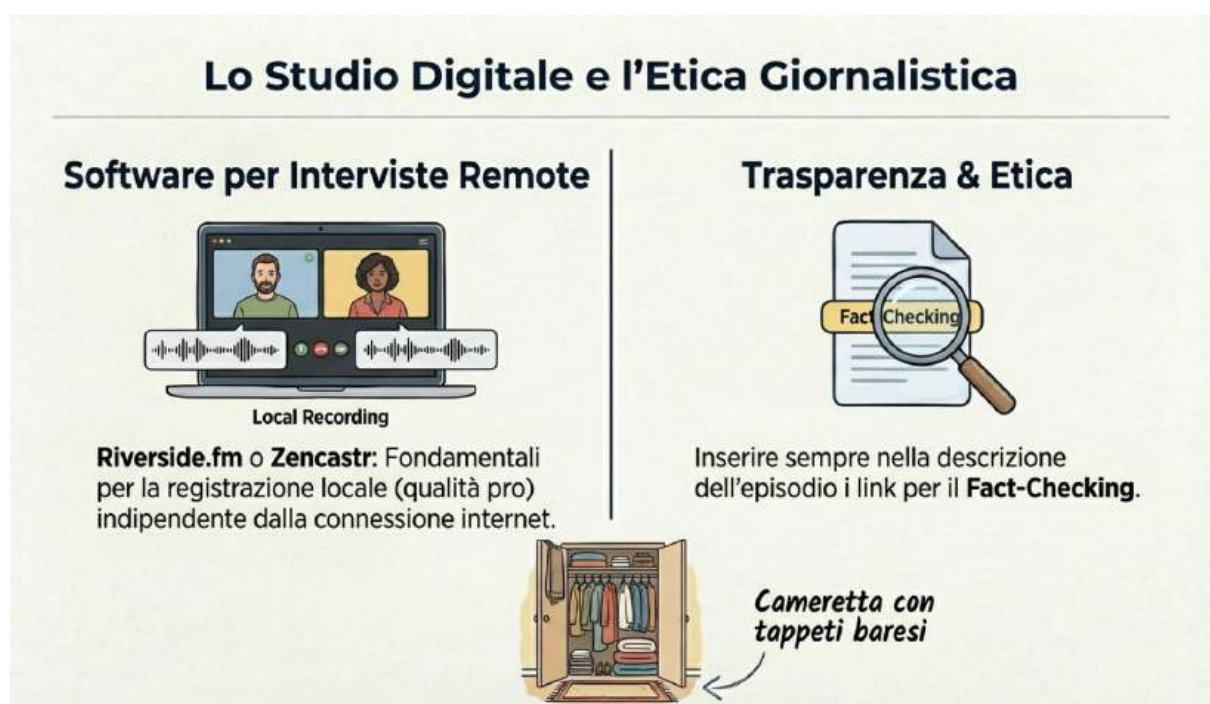 Lo Studio Digitale e l'Etica Giornalistica
Software per Interviste Remote
Local Recording
Riverside.fm o Zencastr: Fondamentali
per la registrazione locale (qualità pro)
indipendente dalla connessione internet.
Trasparenza & Etica
Fact Checking
Inserire sempre nella descrizione
dell'episodio i link per il Fact-Checking.
Cameretta con
tappeti baresi